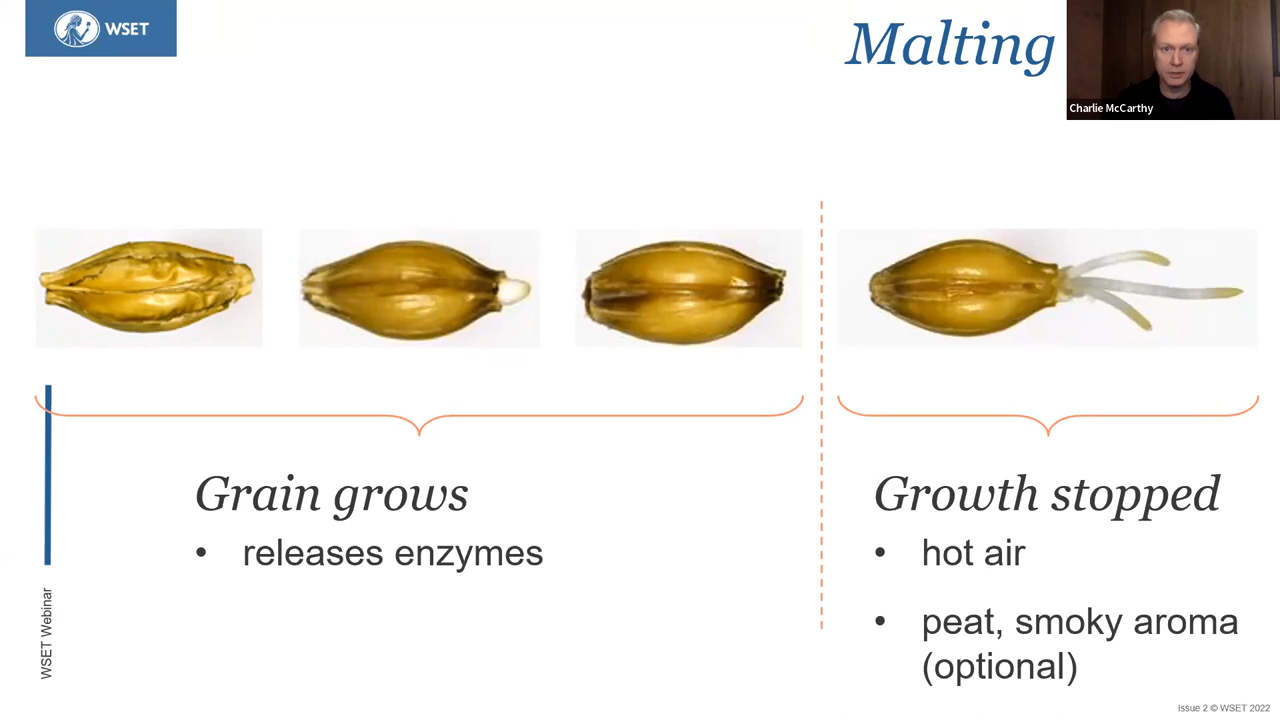 WSET
Malting
Charlie McCarthy
Grain grows
• releases enzymes
Growth stopped
• hot air
• peat, smoky aroma
(optional)
WSET Webinar
Issue 2 © WSET 2022